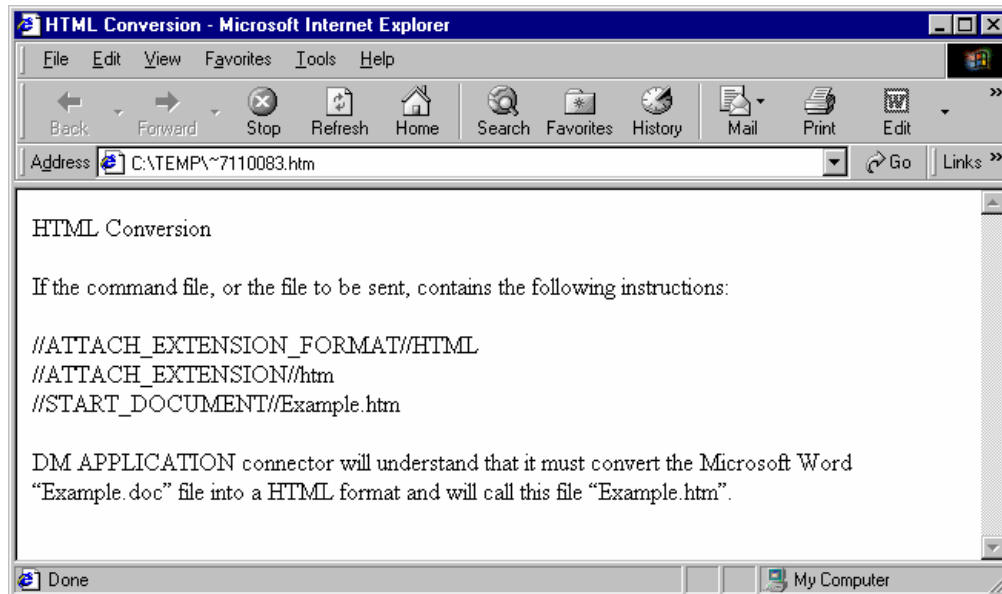 HTML Conversion - Microsoft Internet Explorer
File Edit View Favorites Tools Help
Back Forward Stop Refresh Home Search Favorites History Mail Print Edit »
Address C:\TEMP\~7110083.htm Go Links »
HTML Conversion
If the command file, or the file to be sent, contains the following instructions:
//ATTACH_EXTENSION_FORMAT//HTML
//ATTACH_EXTENSION//htm
//START_DOCUMENT//Example.htm
DM APPLICATION connector will understand that it must convert the Microsoft Word
“Example.doc” file into a HTML format and will call this file “Example.htm”.
Done My Computer